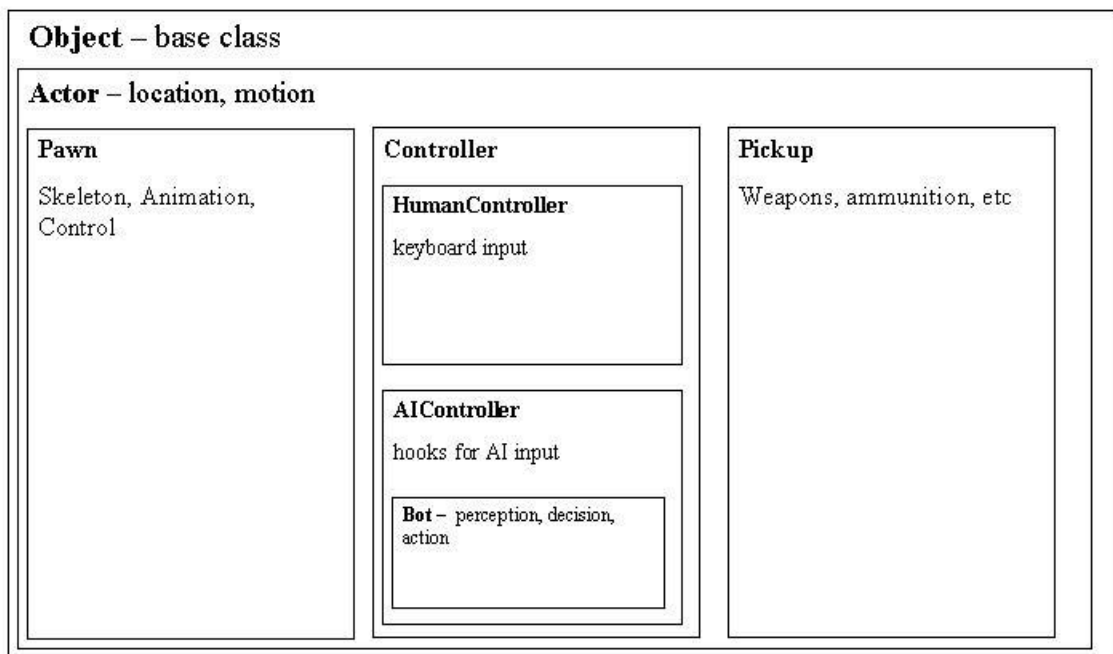 Object – base class
Actor – location, motion
Pawn
Skeleton, Animation,
Control
Controller
HumanController
keyboard input
AIController
hooks for AI input
Bot – perception, decision,
action
Pickup
Weapons, ammunition, etc